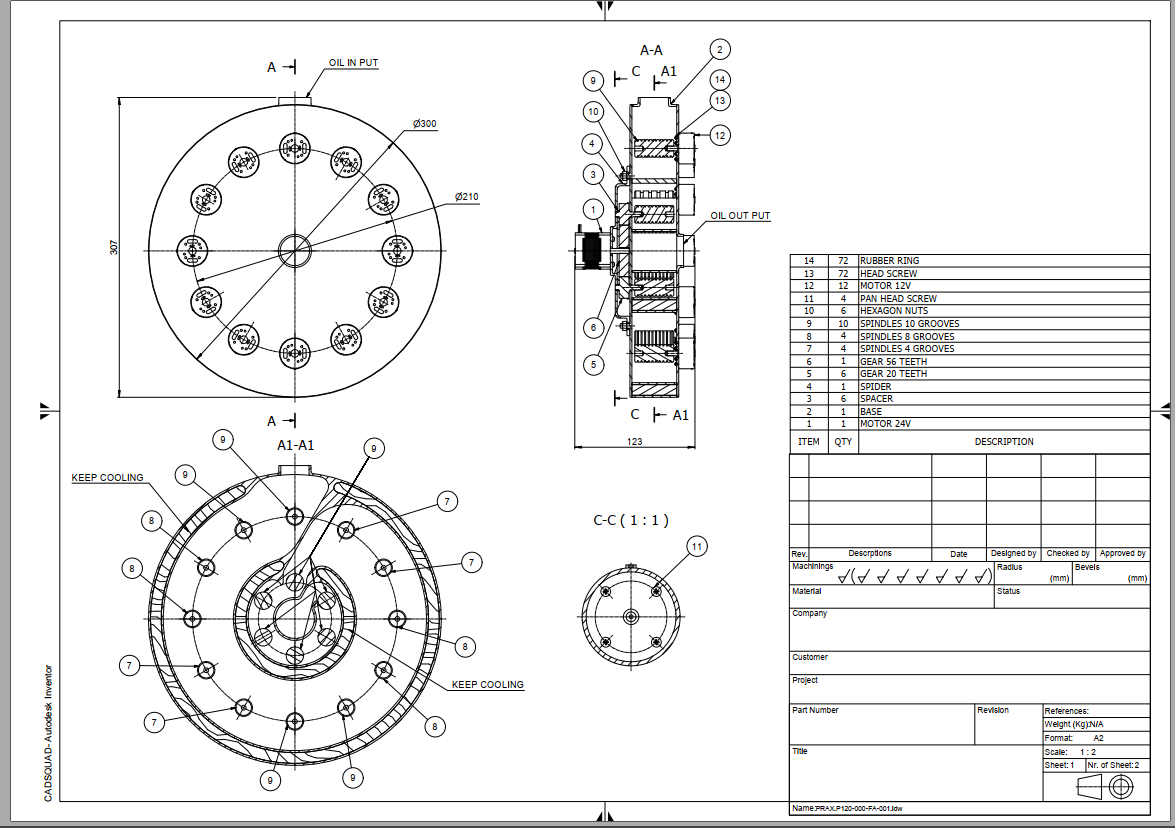 A
OIL IN PUT
Ø300
Ø210
307
A
A-A
C
A1
2
9
14
13
10
12
4
3
1
OIL OUT PUT
6
5
C
A1
123
14 72 RUBBER RING
13 72 HEAD SCREW
12 12 MOTOR 12V
11 4 PAN HEAD SCREW
10 6 HEXAGON NUTS
9 10 SPINDLES 10 GROOVES
8 4 SPINDLES 8 GROOVES
7 4 SPINDLES 4 GROOVES
6 1 GEAR 56 TEETH
5 6 GEAR 20 TEETH
4 1 SPIDER
3 6 SPACER
2 1 BASE
1 1 MOTOR 24V
ITEM QTY DESCRIPTION
A1-A1
9
9
KEEP COOLING
9
7
8
7
8
8
7
KEEP COOLING
7
8
9
9
C-C ( 1 : 1 )
11
Rev. Descrptions Date Designed by Checked by Approved by
Machinings
Radius
(mm)
Bevels
(mm)
Material
Status
Company
Customer
Project
Part Number
Revision
References:
Weight (Kg):N/A
Format: A2
Title
Scale: 1 : 2
Sheet: 1 Nr. of Sheet: 2
Name:PRAX.P120-000-FA-001.idw
CADSQUAD- Autodesk Inventor